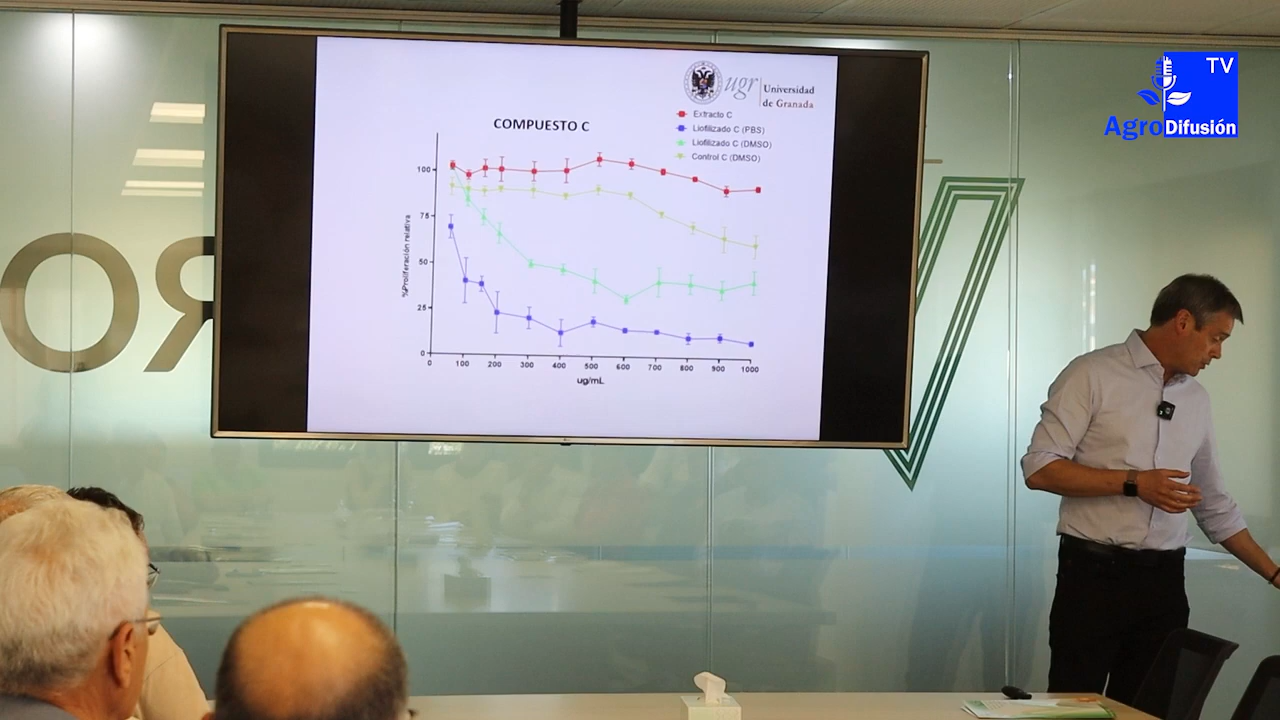 TV
AgroDifusión
ugr
Universidad
de Granada
COMPUESTO C
Extracto C
Liofilizado C (PBS)
Liofilizado C (DMSO)
Control C (DMSO)
%Proliferación relativa
100
75
50
25
0
0 100 200 300 400 500 600 700 800 900 1000
ug/mL
RO